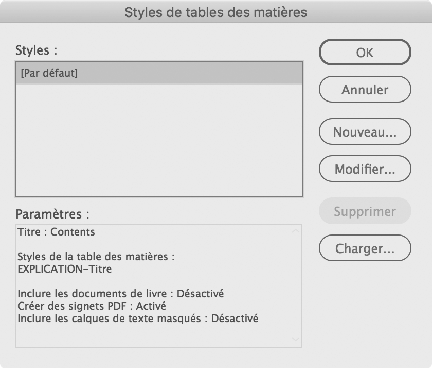 Styles de tables des matières
Styles :
[Par défaut]
OK
Annuler
Nouveau...
Modifier...
Supprimer
Charger...
Paramètres :
Titre : Contents
Styles de la table des matières :
EXPLICATION-Titre
Inclure les documents de livre : Désactivé
Créer des signets PDF : Activé
Inclure les calques de texte masqués : Désactivé